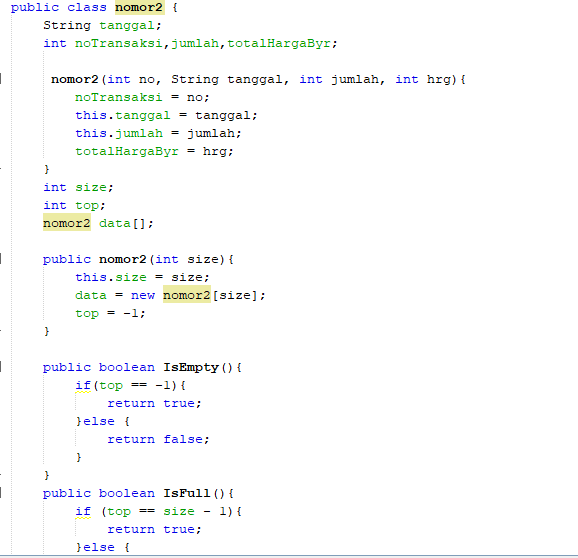 public class nomor2 {
String tanggal;
int noTransaksi,jumlah,totalHargaByr;
nomor2(int no, String tanggal, int jumlah, int hrg){
noTransaksi = no;
this.tanggal = tanggal;
this.jumlah = jumlah;
totalHargaByr = hrg;
}
int size;
int top;
nomor2 data[];
public nomor2(int size){
this.size = size;
data = new nomor2[size];
top = -1;
}
public boolean IsEmpty(){
if(top == -1){
return true;
}else {
return false;
}
}
public boolean IsFull(){
if (top == size - 1){
return true;
}else {